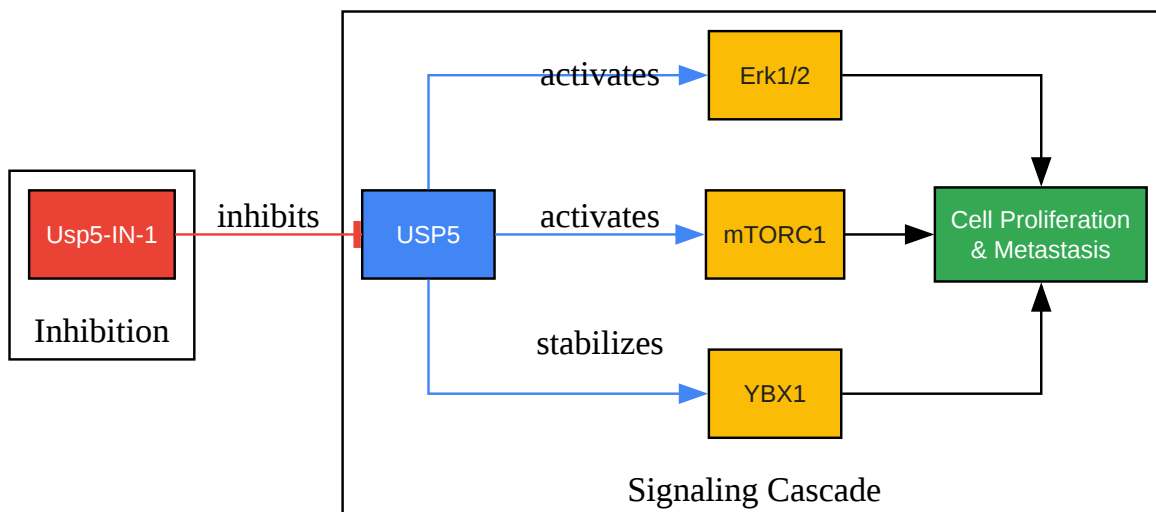 activates
Erk1/2
Usp5-IN-1
inhibits
USP5
activates
mTORC1
Cell Proliferation
& Metastasis
Inhibition
stabilizes
YBX1
Signaling Cascade